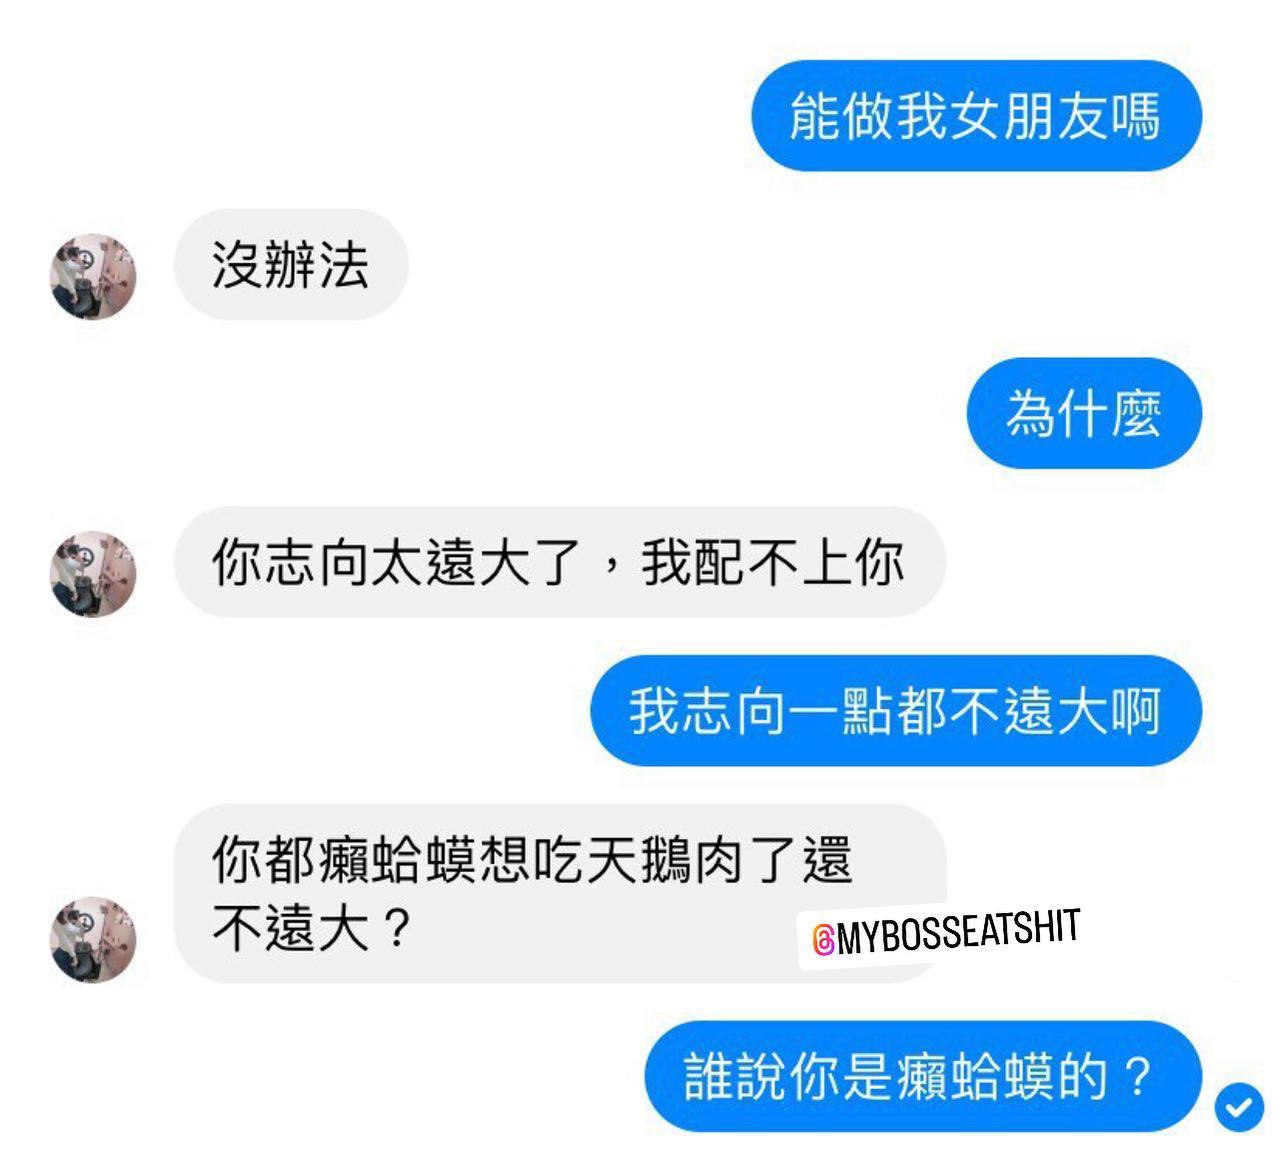 能做我女朋友嗎
沒辦法
為什麼
你志向太遠大了，我配不上你
我志向一點都不遠大啊
你都癩蛤蟆想吃天鵝肉了還
不遠大？
@MYBOSSEATSHIT
誰說你是癩蛤蟆的？